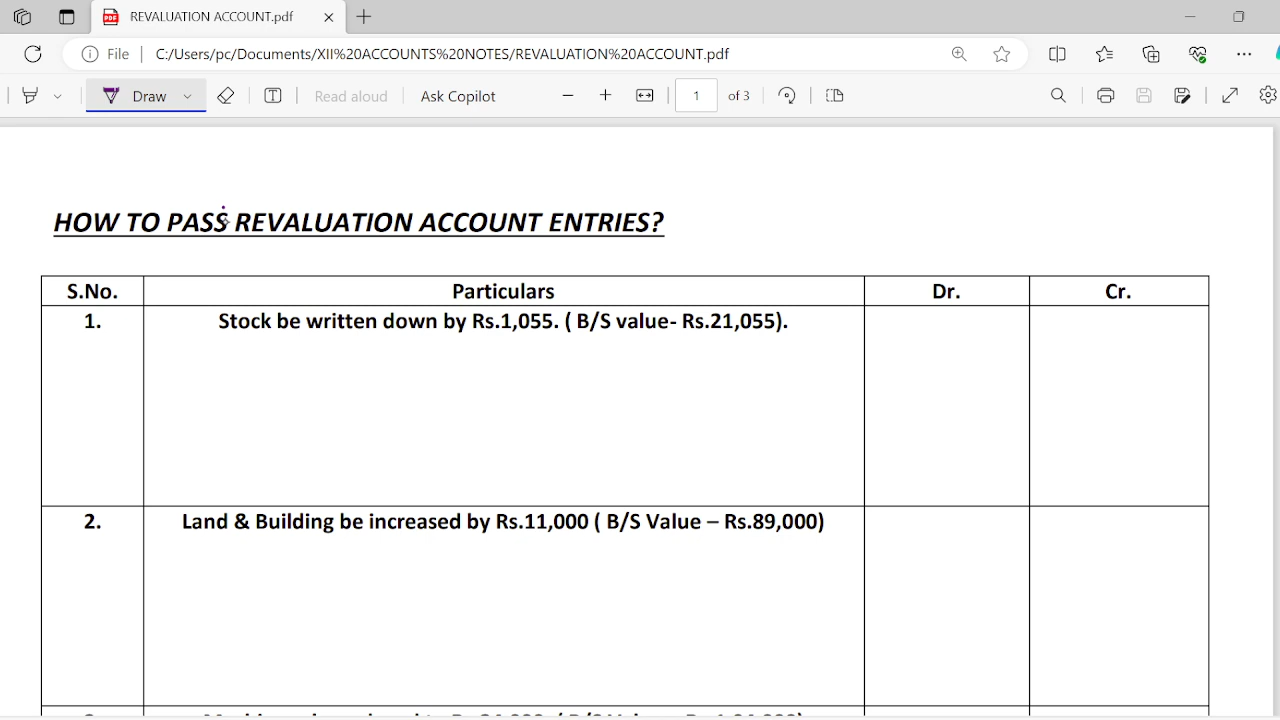 REVALUATION ACCOUNT.pdf
File C:/Users/pc/Documents/XII%20ACCOUNTS%20NOTES/REVALUATION%20ACCOUNT.pdf
Draw Read aloud Ask Copilot 1 of 3
HOW TO PASS REVALUATION ACCOUNT ENTRIES?
S.No. Particulars Dr. Cr.
1. Stock be written down by Rs.1,055. ( B/S value- Rs.21,055).
2. Land & Building be increased by Rs.11,000 ( B/S Value – Rs.89,000)